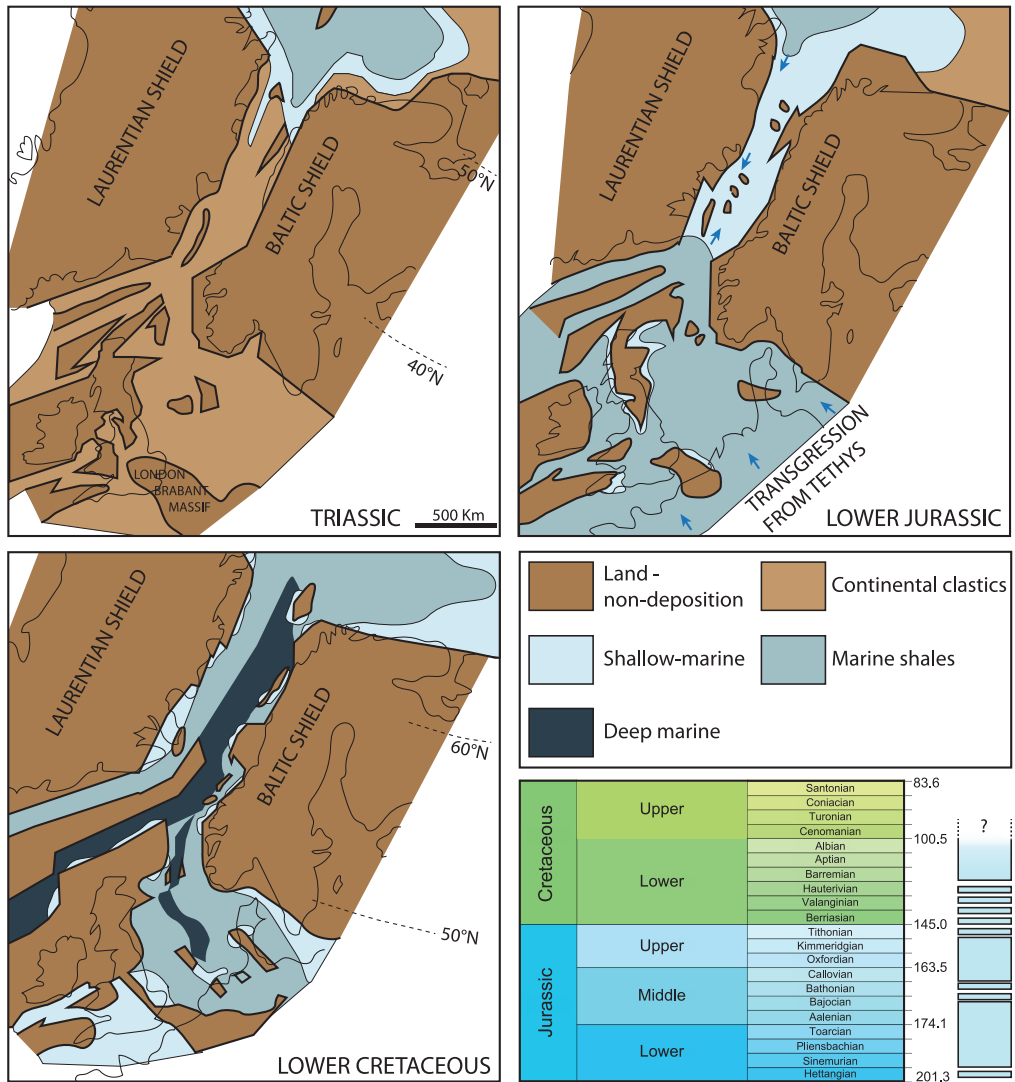 LAURENTIAN SHIELD
BALTIC SHIELD
50°N
40°N
LONDON
BRABANT
MASSIF
TRIASSIC
500 Km
LAURENTIAN SHIELD
BALTIC SHIELD
TRANSGRESSION
FROM TETHYS
LOWER JURASSIC
LAURENTIAN SHIELD
BALTIC SHIELD
60°N
50°N
LOWER CRETACEOUS
Land -
non-deposition
Continental clastics
Shallow-marine
Marine shales
Deep marine
Cretaceous
Upper
Lower
Santonian
Coniacian
Turonian
Cenomanian
Albian
Aptian
Barremian
Hauterivian
Valanginian
Berriasian
Jurassic
Upper
Middle
Lower
Tithonian
Kimmeridgian
Oxfordian
Callovian
Bathonian
Bajocian
Aalenian
Toarcian
Pliensbachian
Sinemurian
Hettangian
83.6
100.5
145.0
163.5
174.1
201.3
?